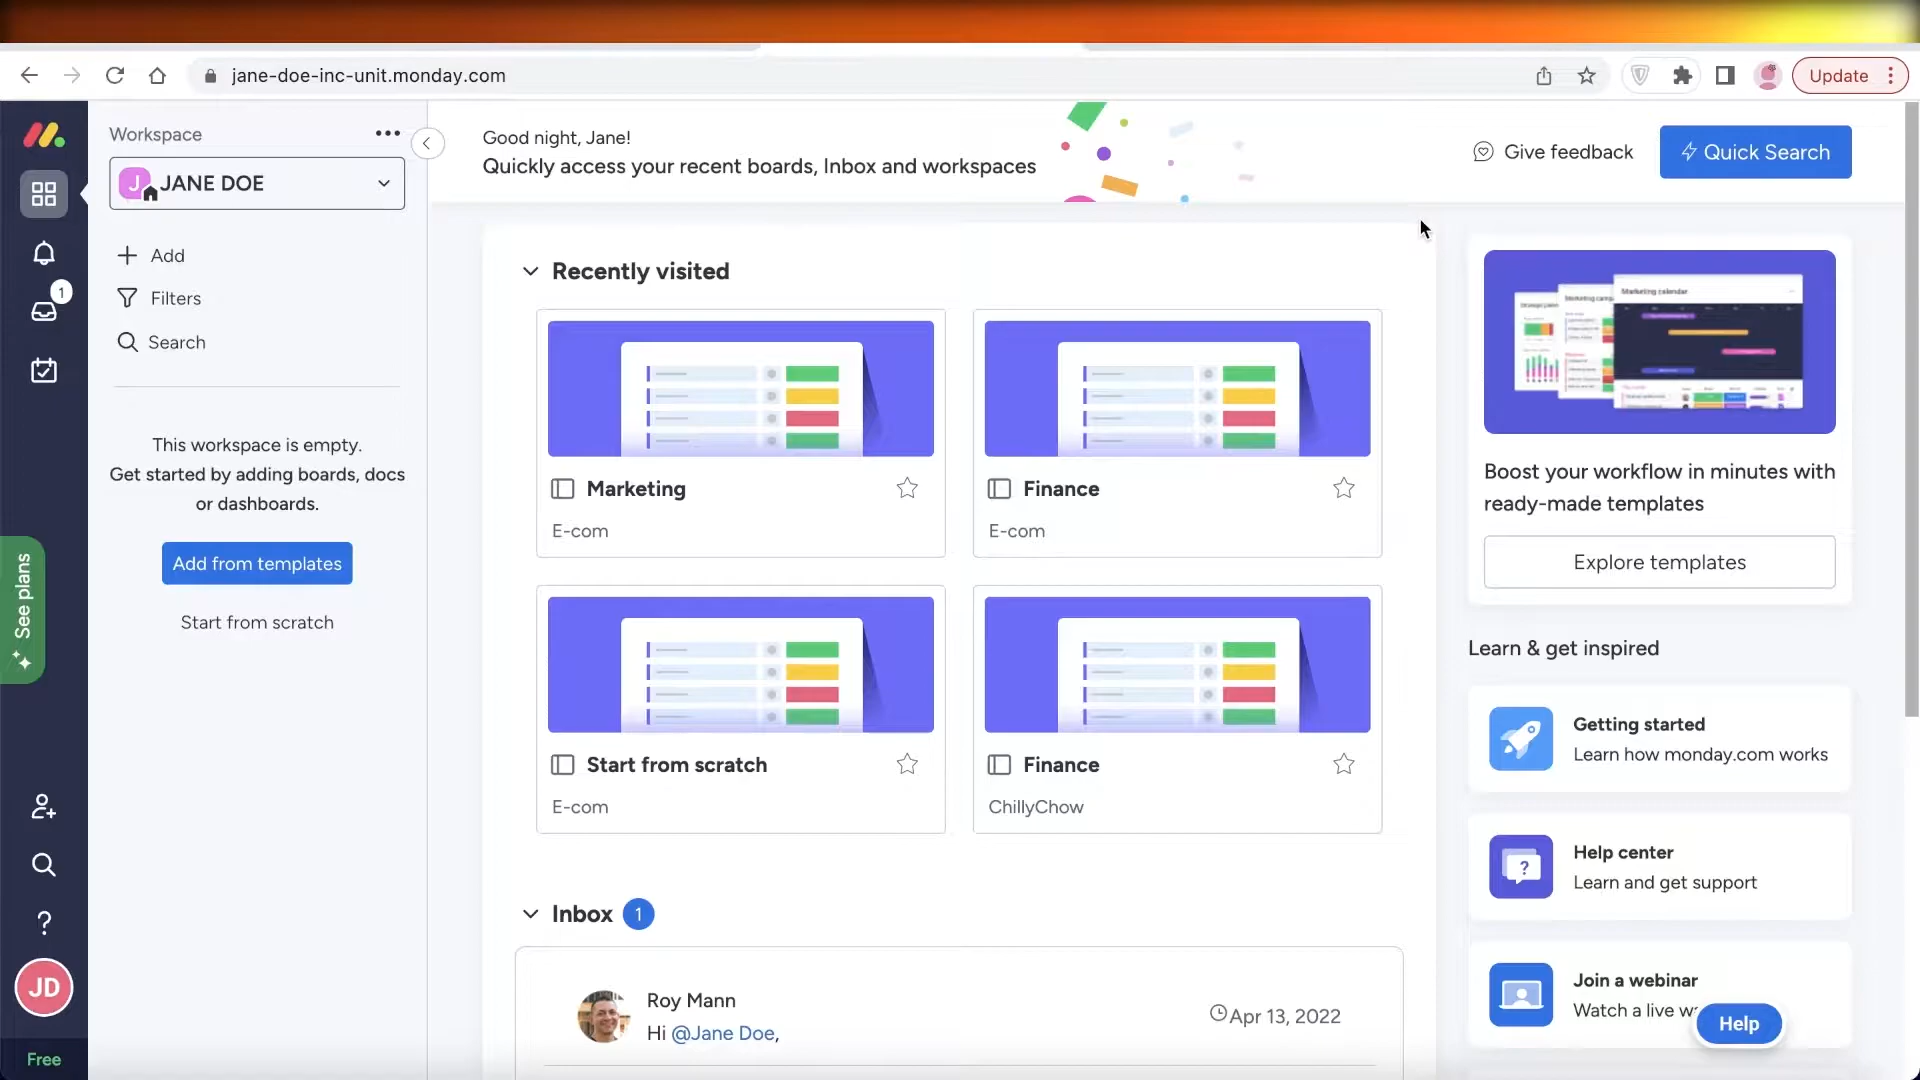 jane-doe-inc-unit.monday.com
Update
Workspace
J JANE DOE
Add
Filters
Search
This workspace is empty.
Get started by adding boards, docs
or dashboards.
Add from templates
Start from scratch
1
See plans
JD
Free
Good night, Jane!
Quickly access your recent boards, Inbox and workspaces
Give feedback
Quick Search
Recently visited
Marketing
E-com
Finance
E-com
Start from scratch
E-com
Finance
ChillyChow
Inbox 1
Roy Mann
Hi @Jane Doe,
Apr 13, 2022
Marketing calendar
Boost your workflow in minutes with
ready-made templates
Explore templates
Learn & get inspired
Getting started
Learn how monday.com works
Help center
Learn and get support
Join a webinar
Watch a live
Help